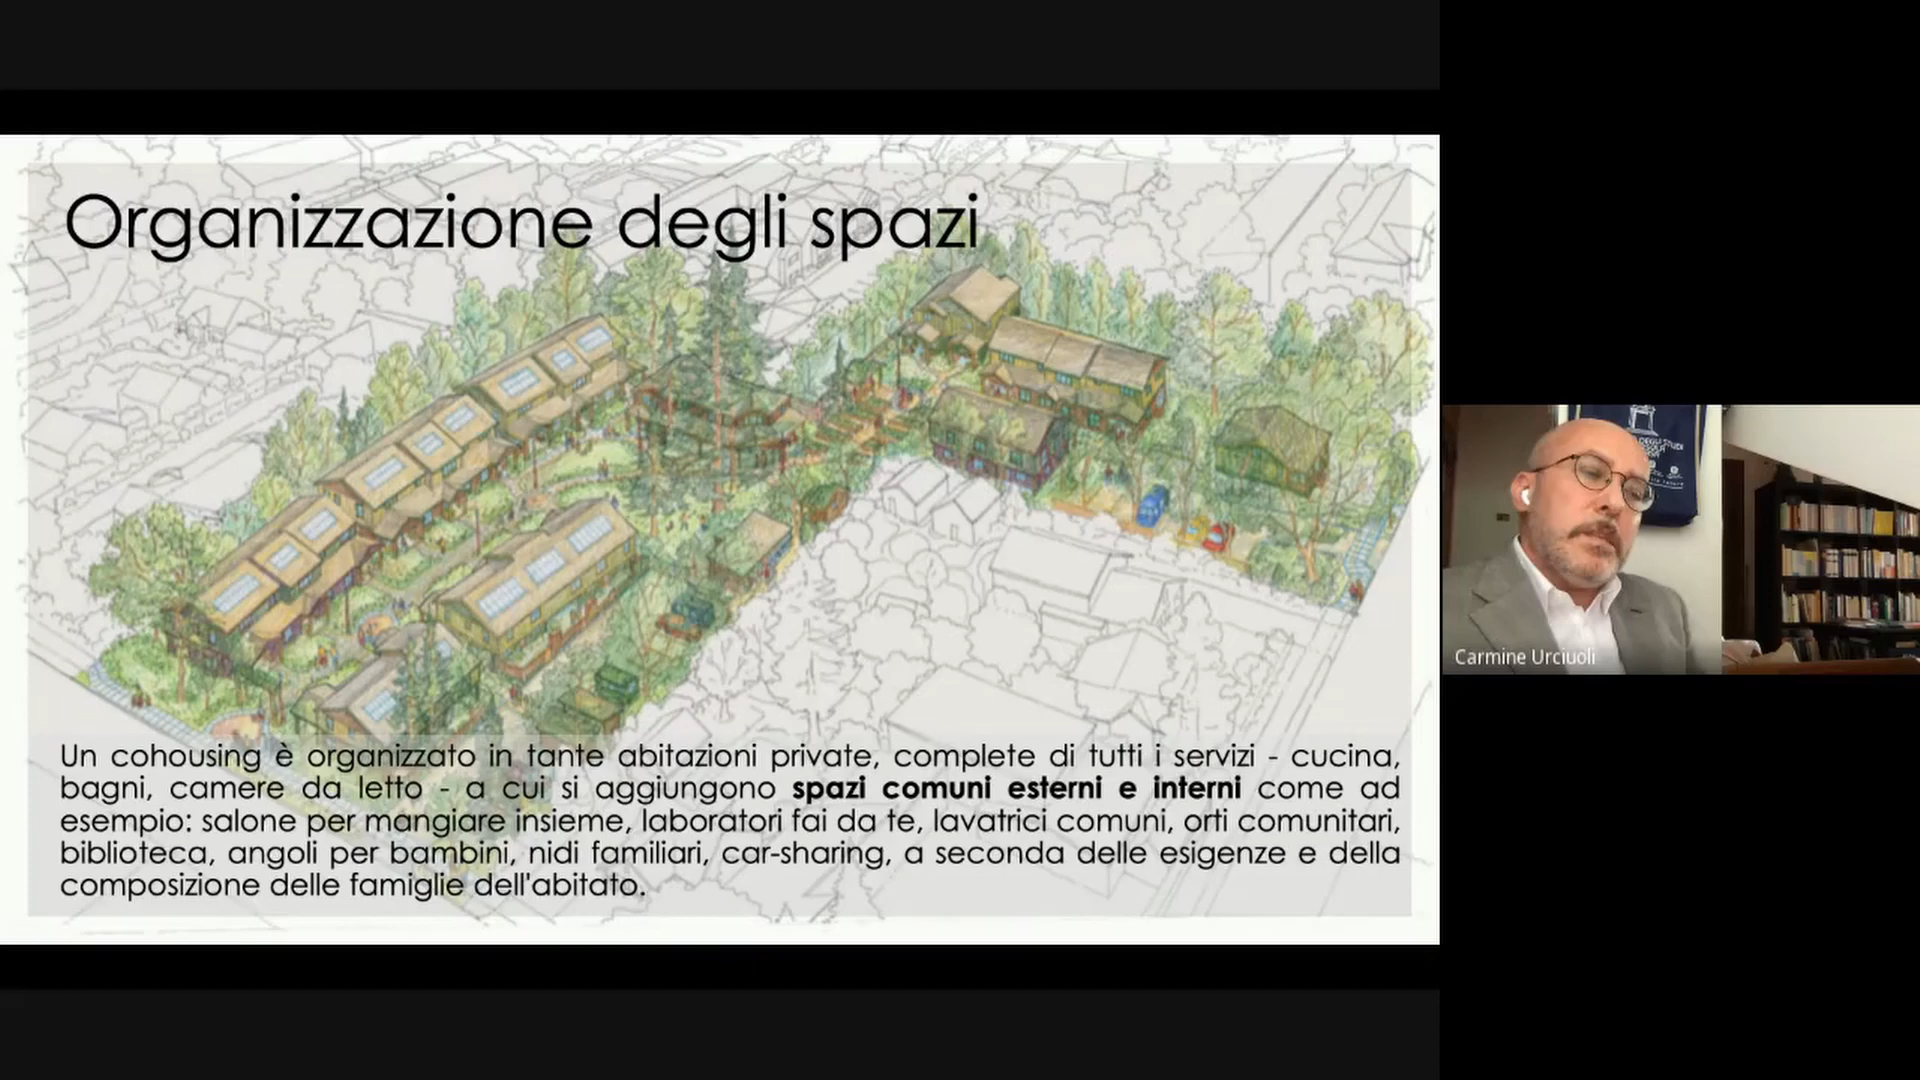 Organizzazione degli spazi
Un cohousing è organizzato in tante abitazioni private, complete di tutti i servizi - cucina,
bagni, camere da letto - a cui si aggiungono spazi comuni esterni e interni come ad
esempio: salone per mangiare insieme, laboratori fai da te, lavatrici comuni, orti comunitari,
biblioteca, angoli per bambini, nidi familiari, car-sharing, a seconda delle esigenze e della
composizione delle famiglie dell'abitato.
DEGLI STUDI
Carmine Urciuoli